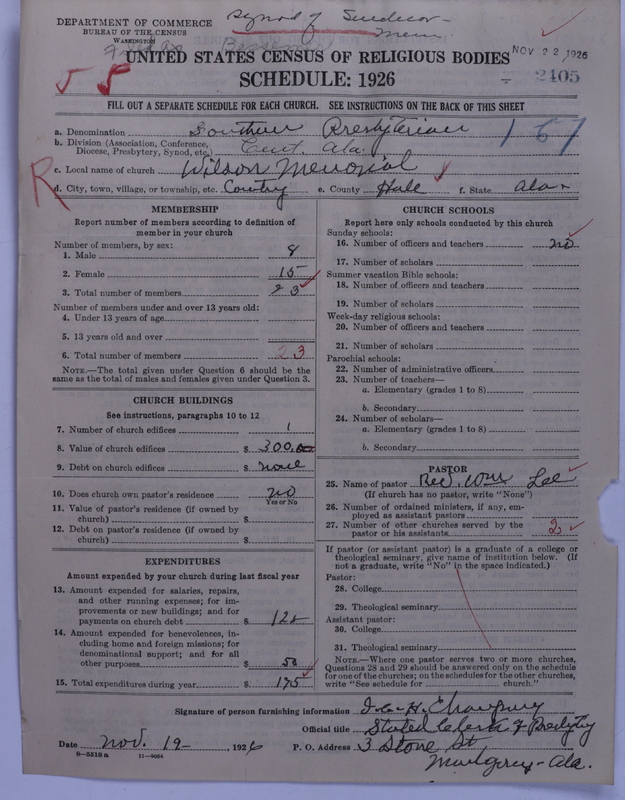 DEPARTMENT OF COMMERCE
BUREAU OF THE CENSUS
WASHINGTON
Synod of
Mem
NOV 22 1926
UNITED STATES CENSUS OF RELIGIOUS BODIES
SCHEDULE: 1926
2405
FILL OUT A SEPARATE SCHEDULE FOR EACH CHURCH. SEE INSTRUCTIONS ON THE BACK OF THIS SHEET
a. Denomination Southern Presbyterian 167
b. Division (Association, Conference, Diocese, Presbytery, Synod, etc.) Cent Ala.
c. Local name of church Wilson Memorial
R
d. City, town, village, or township, etc. Country e. County Hale f. State Ala
MEMBERSHIP
Report number of members according to definition of
member in your church
Number of members, by sex:
1. Male 8
2. Female 15
3. Total number of members 23
Number of members under and over 13 years old:
4. Under 13 years of age
5. 13 years old and over
6. Total number of members 23
NOTE.—The total given under Question 6 should be
same as the total of males and females given under Question 3.
CHURCH BUILDINGS
See instructions, paragraphs 10 to 12
7. Number of church edifices 1
8. Value of church edifices $ 300.00
9. Debt on church edifices $ none
10. Does church own pastor's residence no
Yes or No
11. Value of pastor's residence (if owned by
church) $
12. Debt on pastor's residence (if owned by
church) $
EXPENDITURES
Amount expended by your church during last fiscal year
13. Amount expended for salaries, repairs,
and other running expenses; for im-
provements or new buildings; and for
payments on church debt $ 125
14. Amount expended for benevolences, in-
cluding home and foreign missions; for
denominational support; and for all
other purposes $ 50
15. Total expenditures during year $ 175
CHURCH SCHOOLS
Report here only schools conducted by this church
Sunday schools:
16. Number of officers and teachers no
17. Number of scholars
Summer vacation Bible schools:
18. Number of officers and teachers
19. Number of scholars
Week-day religious schools:
20. Number of officers and teachers
21. Number of scholars
Parochial schools:
22. Number of administrative officers
23. Number of teachers—
a. Elementary (grades 1 to 8)
b. Secondary
24. Number of scholars—
a. Elementary (grades 1 to 8)
b. Secondary
PASTOR
25. Name of pastor Rev. Wm Lee
(If church has no pastor, write "None")
26. Number of ordained ministers, if any, em-
ployed as assistant pastors
27. Number of other churches served by the
pastor or his assistants 2
If pastor (or assistant pastor) is a graduate of a college or
theological seminary, give name of institution below. (If
not a graduate, write "No" in the space indicated.)
Pastor:
28. College
29. Theological seminary
Assistant pastor:
30. College
31. Theological seminary
NOTE.—Where one pastor serves two or more churches,
Questions 28 and 29 should be answered only on the schedule
for one of the churches; on the schedules for the other churches,
write "See schedule for church."
Signature of person furnishing information
Official title Stated Clerk of Presbytery
Date Nov. 19 -, 1926 P. O. Address 3 Stone St
Montgomery - Ala.
8—5518 a 11—9054